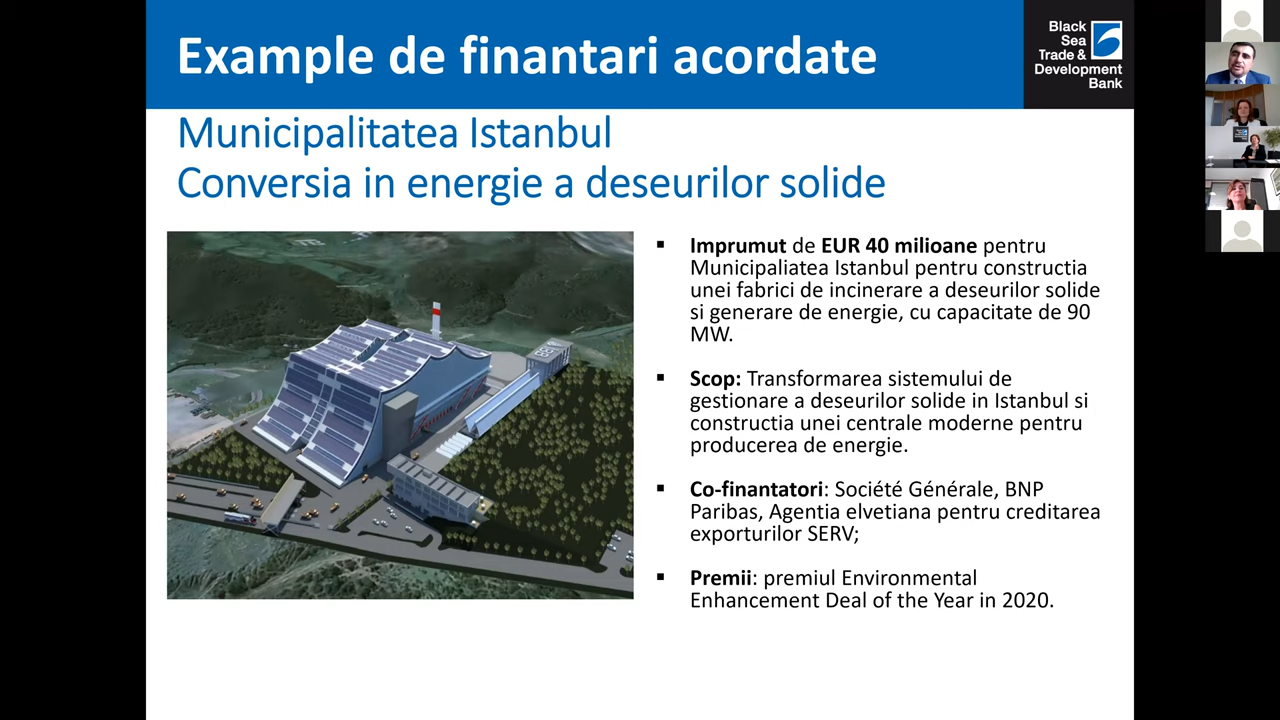 Example de finantari acordate
Black
Sea
Trade &
Development
Bank
Municipalitatea Istanbul
Conversia in energie a deseurilor solide
▪ Imprumut de EUR 40 milioane pentru
Municipaliatea Istanbul pentru constructia
unei fabrici de incinerare a deseurilor solide
si generare de energie, cu capacitate de 90
MW.
▪ Scop: Transformarea sistemului de
gestionare a deseurilor solide in Istanbul si
constructia unei centrale moderne pentru
producerea de energie.
▪ Co-finantatori: Société Générale, BNP
Paribas, Agentia elvetiana pentru creditarea
exporturilor SERV;
▪ Premii: premiul Environmental
Enhancement Deal of the Year in 2020.